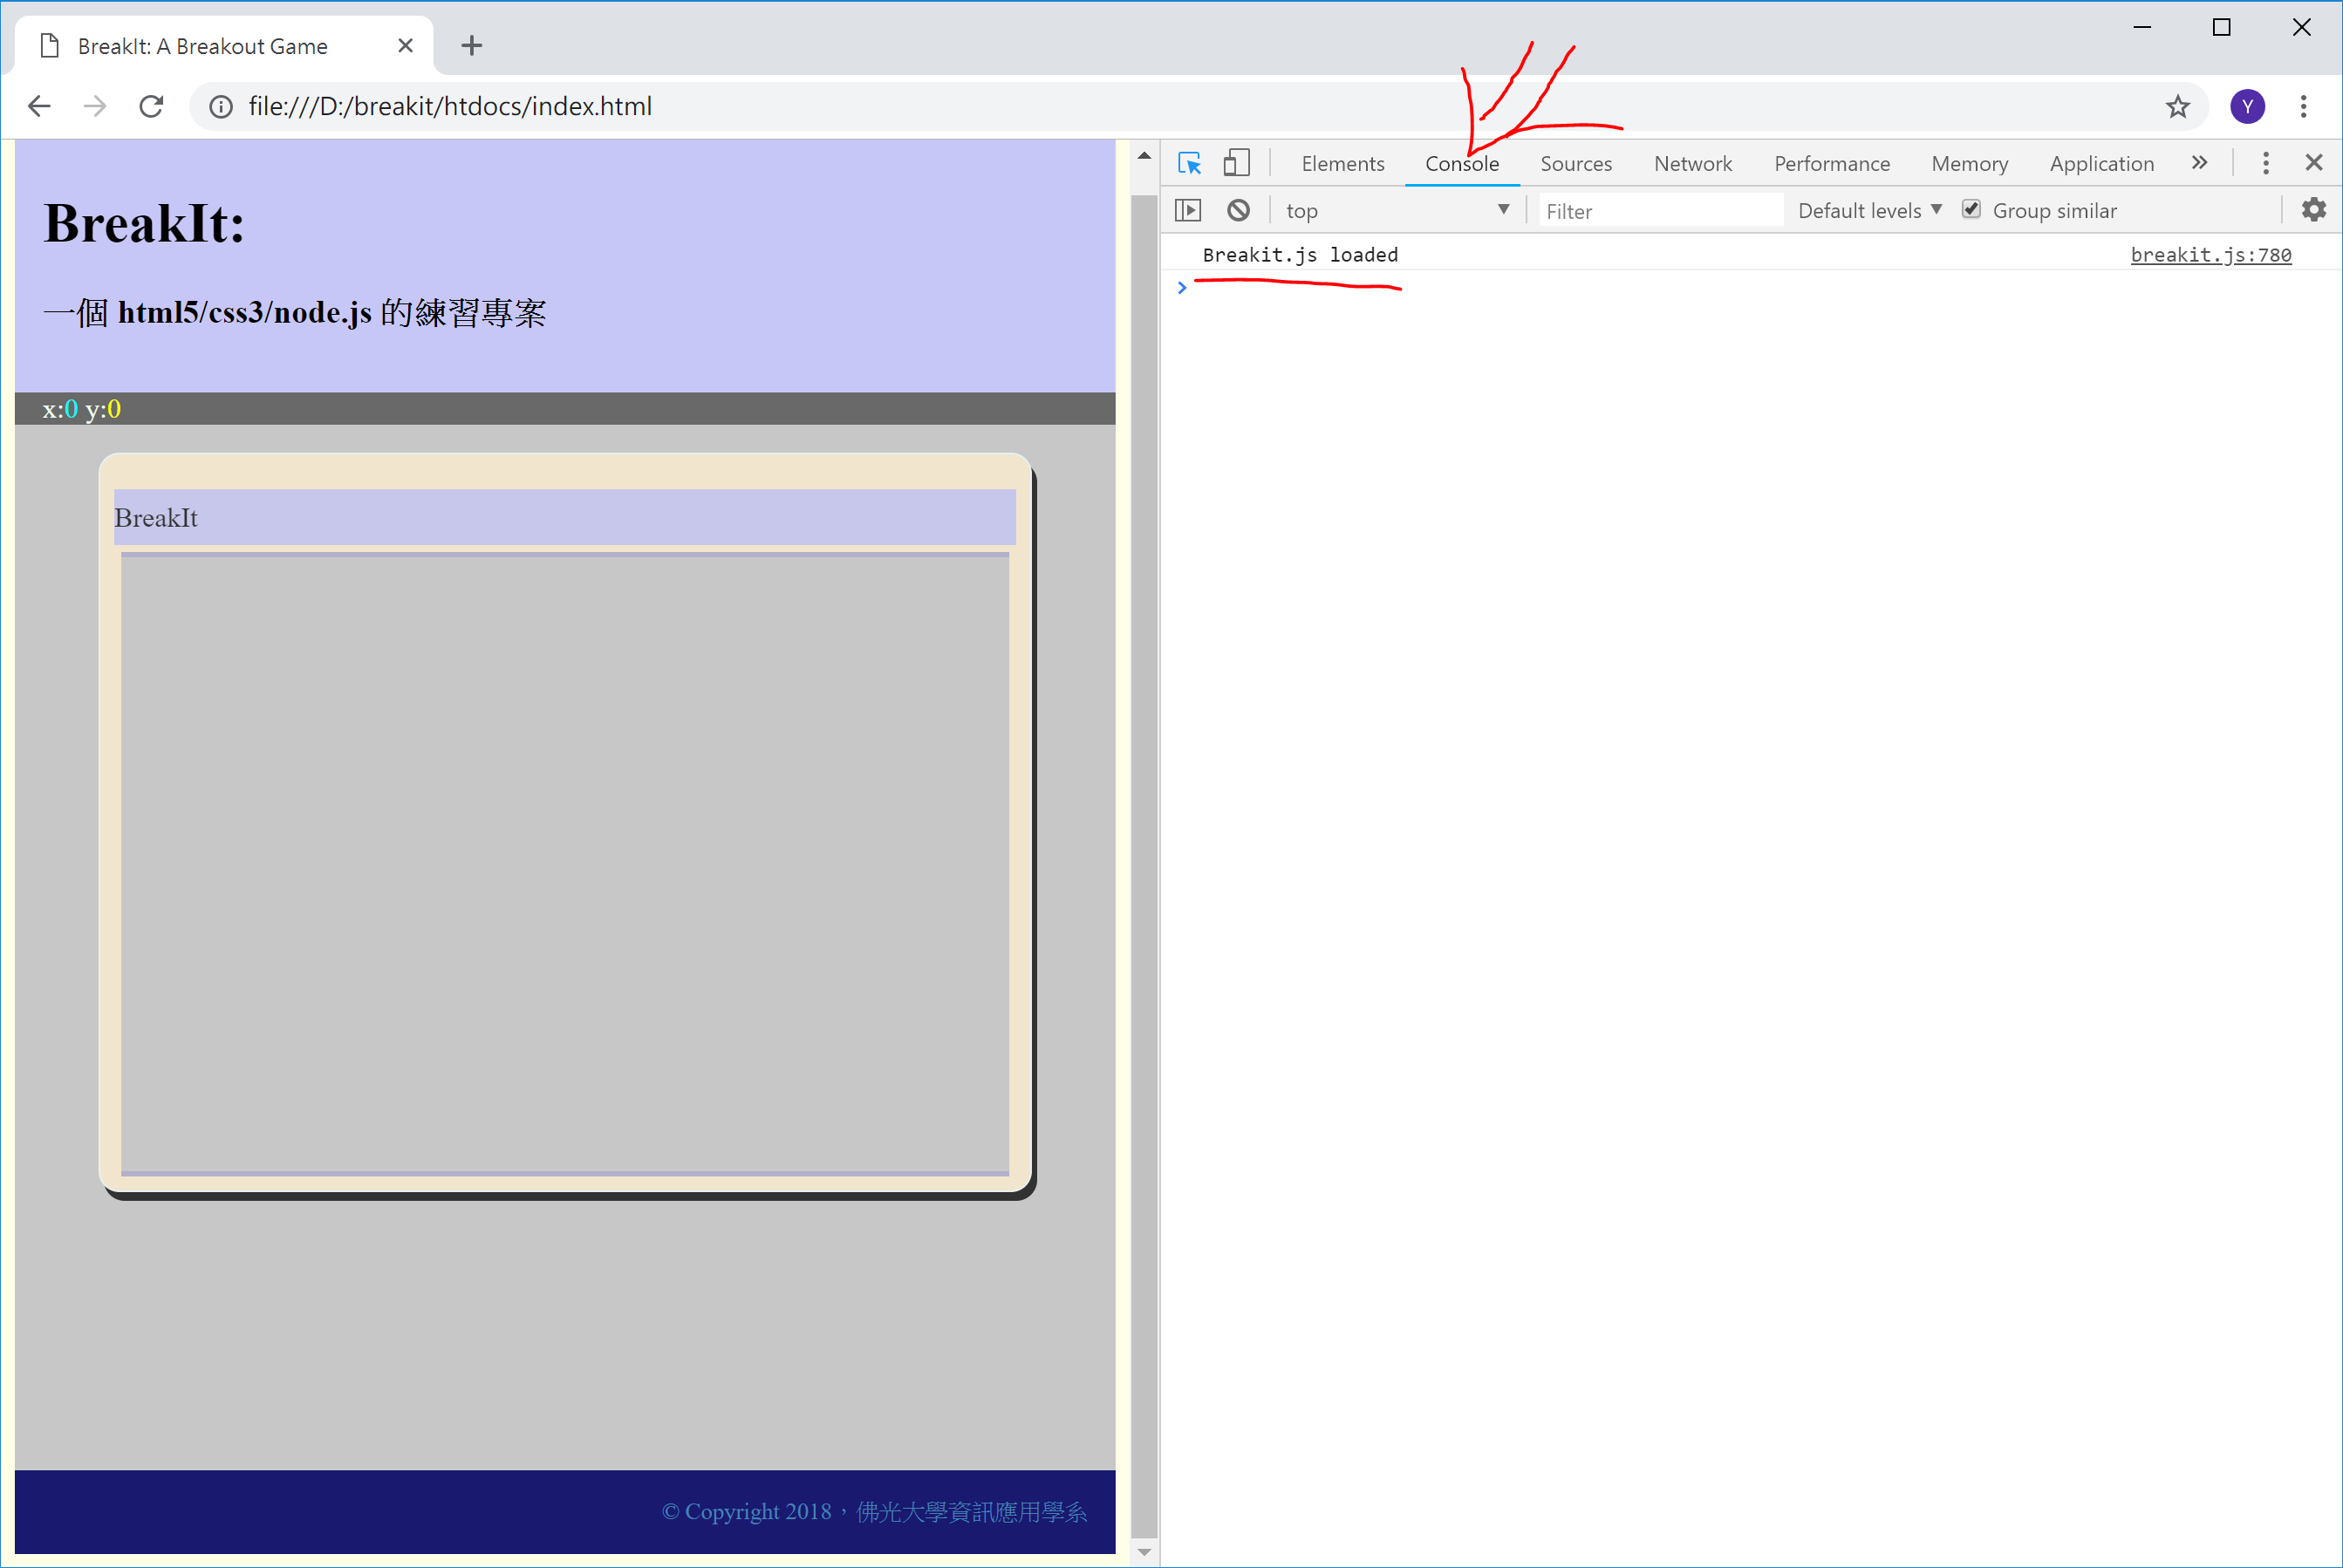 BreakIt: A Breakout Game
file:///D:/breakit/htdocs/index.html
Y
BreakIt:
一個 html5/css3/node.js 的練習專案
x:0 y:0
BreakIt
© Copyright 2018，佛光大學資訊應用學系
Elements Console Sources Network Performance Memory Application »
top Filter Default levels Group similar
Breakit.js loaded breakit.js:780